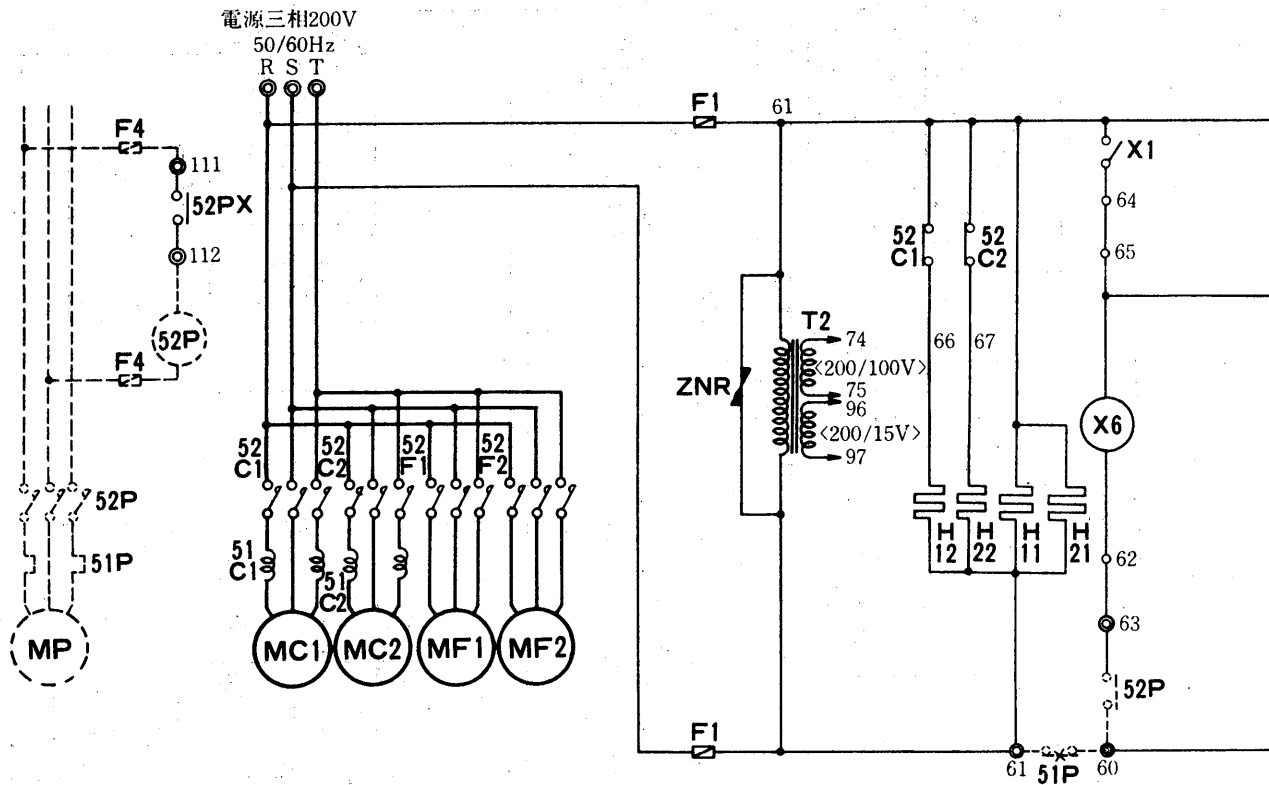 電源三相200V
50/60Hz
R S T
F4
111
52PX
112
52P
F4
52P
51P
MP
52
C1
52
C2
52
F1
52
F2
51
C1
51
C2
MC1
MC2
MF1
MF2
F1
61
ZNR
T2
74
<200/100V>
75
96
<200/15V>
97
52
C1
52
C2
66
67
H
12
H
22
H
11
H
21
X1
64
65
X6
62
63
52P
F1
61
51P
60